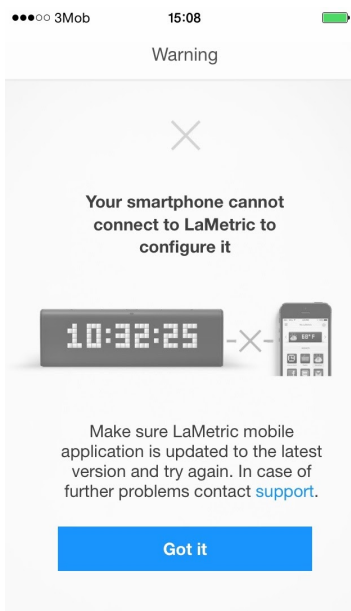 3Mob 15:08
Warning
Your smartphone cannot
connect to LaMetric to
configure it
10:32:25
60°F
Make sure LaMetric mobile
application is updated to the latest
version and try again. In case of
further problems contact support.
Got it